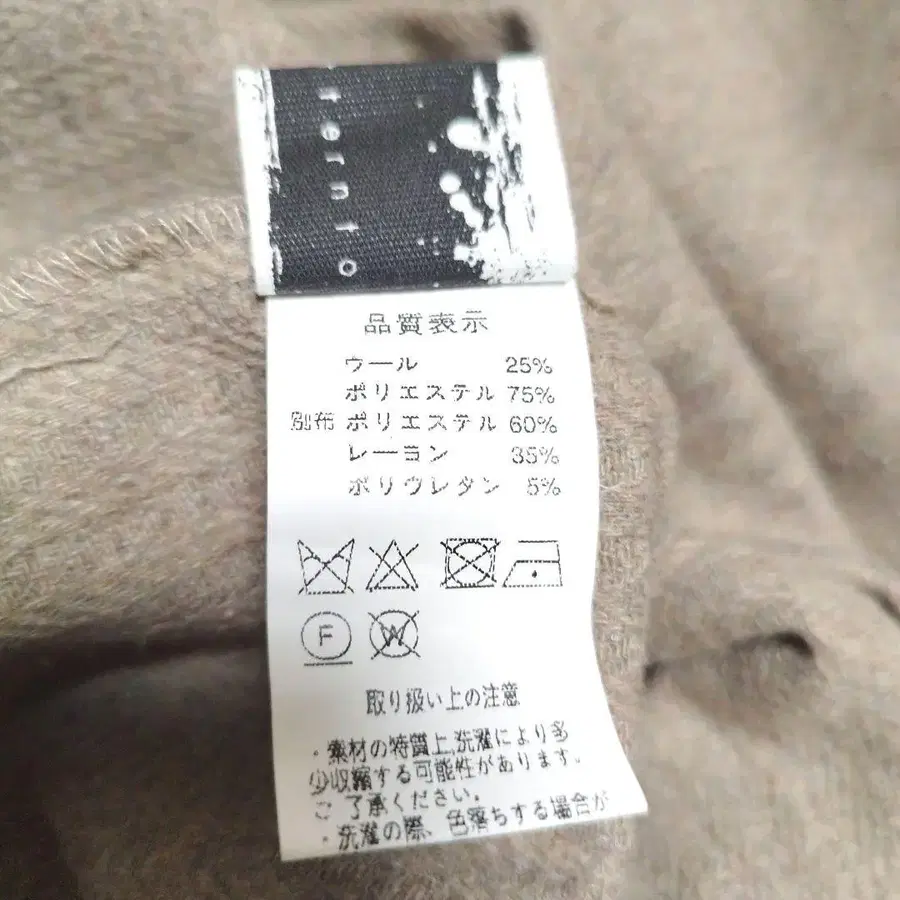 fernto
品質表示
ウール 25%
ポリエステル 75%
別布 ポリエステル 60%
レーヨン 35%
ポリウレタン 5%
F W
取り扱い上の注意
・素材の特質上,洗濯により多
少収縮する可能性があります。
ご了承ください。
・洗濯の際、色落ちする場合が